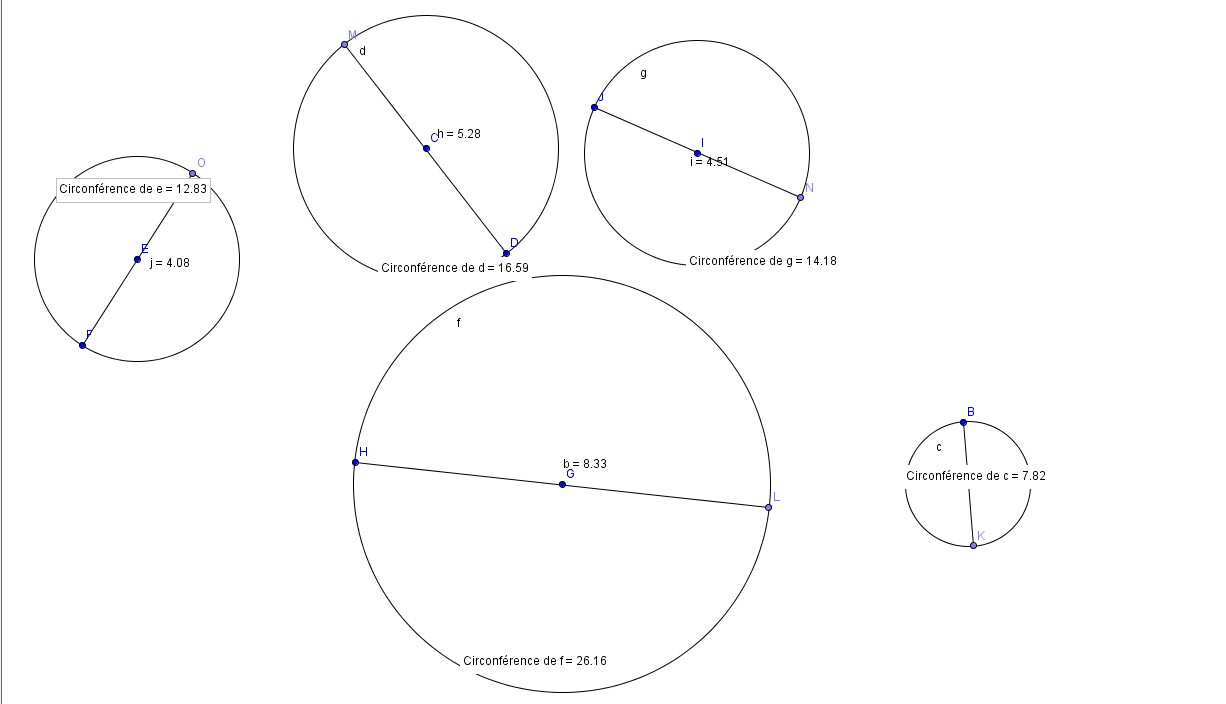 M
d
C
h = 5.28
D
Circonférence de d = 16.59
g
J
I
i = 4.51
N
Circonférence de g = 14.18
O
Circonférence de e = 12.83
E
j = 4.08
F
f
H
b = 8.33
G
L
Circonférence de f = 26.16
B
c
Circonférence de c = 7.82
K